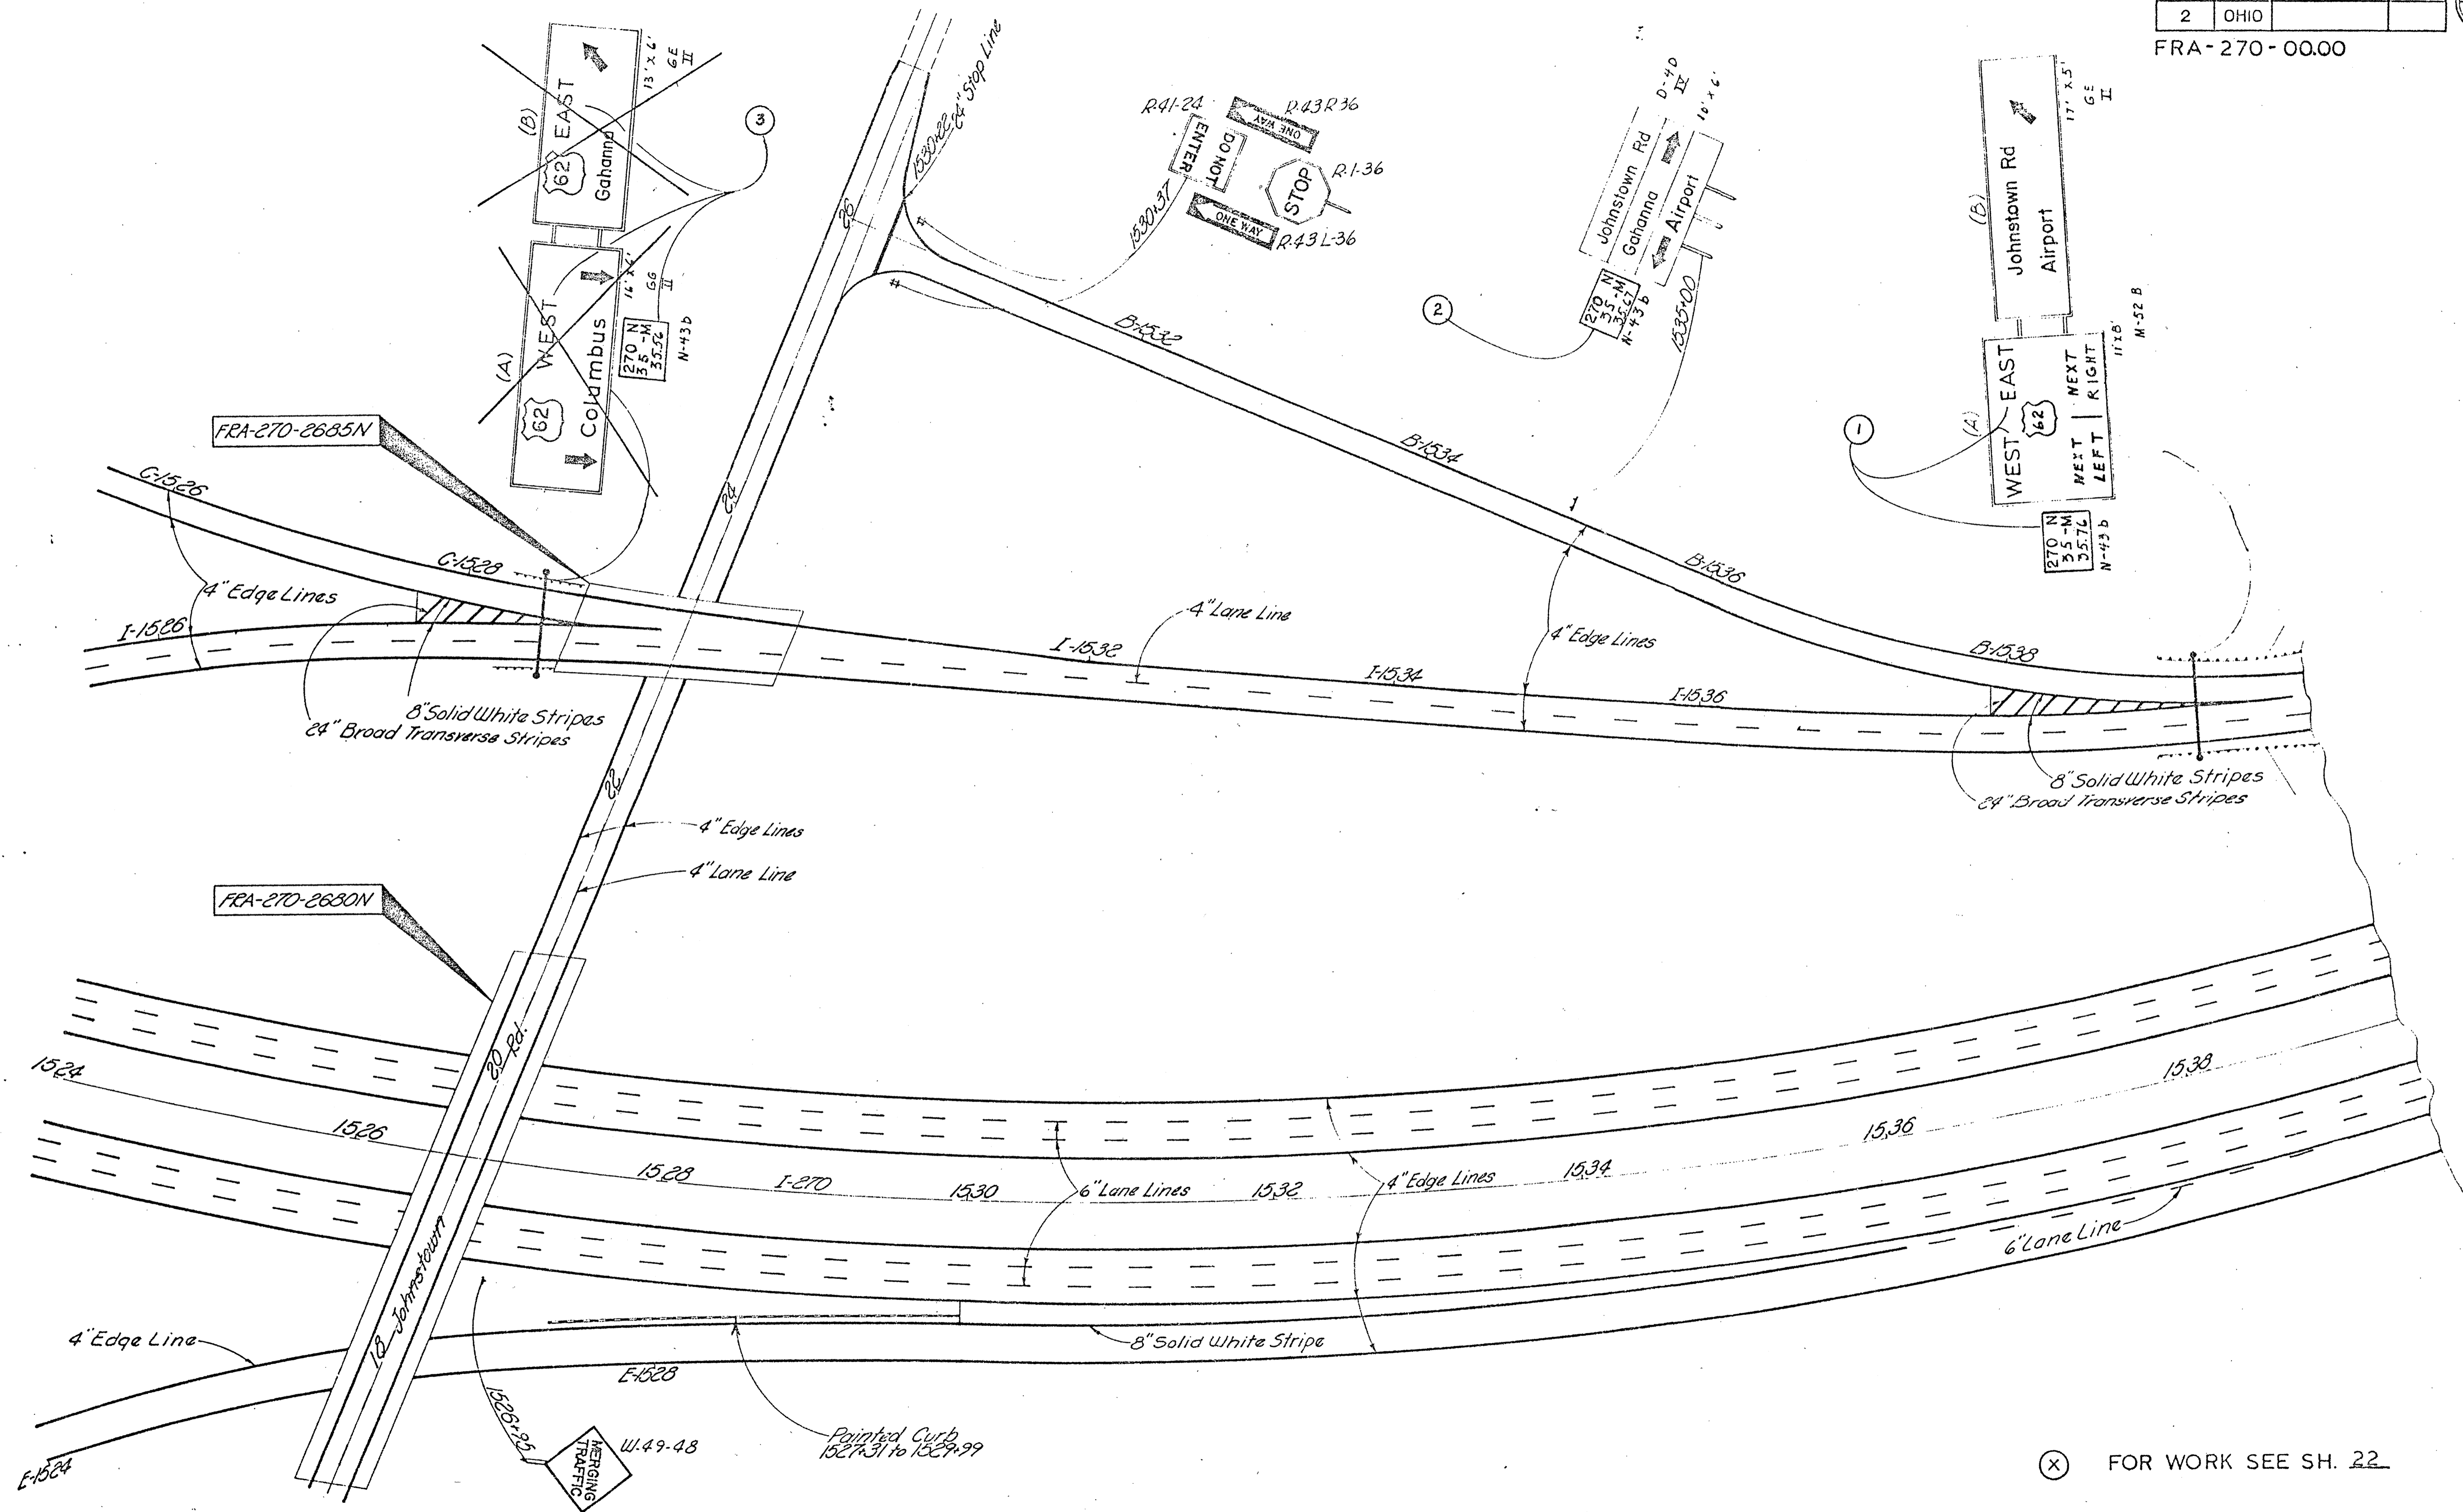 2 OHIO
FRA-270-00.00
(B)
62 EAST
Gahanna
13' x 6'
GE
II
3
(A)
62 WEST
Columbus
16' x 6'
GG
II
270 N
35 -M
35.56
N-43b
1530+22 24" Stop Line
R-41-24
DO NOT
ENTER
R-43R36
ONE WAY
STOP
R-1-36
ONE WAY
R-43L-36
1530+37
D-4D
IV
10' x 6'
Johnstown Rd
Gahanna
Airport
2
270 N
35 -M
35.67
N-43b
1535+00
(B)
Johnstown Rd
Airport
17' x 5'
GE
II
(A)
WEST / EAST
62
NEXT | NEXT
LEFT | RIGHT
11'x8'
M-52 B
1
270 N
35 -M
35.76
N-43b
FRA-270-2685N
26
24
22
B-1532
B-1534
B-1536
B-1538
C-1526
C-1528
4" Edge Lines
I-1526
8" Solid White Stripes
24" Broad Transverse Stripes
4" Lane Line
I-1532
I-1534
I-1536
4" Edge Lines
8" Solid White Stripes
24" Broad Transverse Stripes
4" Edge Lines
4" Lane Line
FRA-270-2680N
20 Rd.
18 Johnstown
1524
1526
1528
I-270
1530
6" Lane Lines
1532
4" Edge Lines
1534
1536
1538
6" Lane Line
4" Edge Line
8" Solid White Stripe
E-1528
E-1524
1526+95
MERGING
TRAFFIC
W-49-48
Painted Curb
1527+31 to 1529+99
X FOR WORK SEE SH. 22